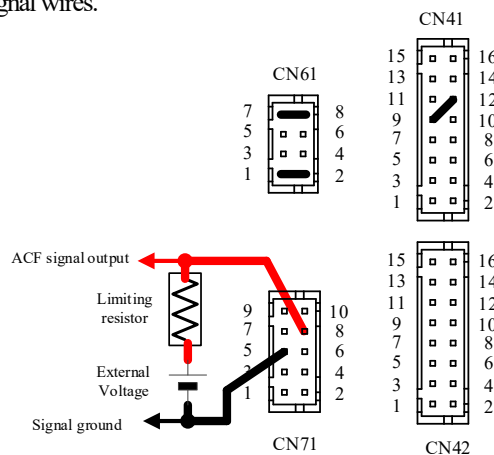 gnal wires.
CN41
15 16
13 14
11 12
9 10
7 8
5 6
3 4
1 2
CN61
7 8
5 6
3 4
1 2
ACF signal output
Limiting
resistor
External
Voltage
Signal ground
9 10
7 8
5 6
3 4
1 2
CN71
15 16
13 14
11 12
9 10
7 8
5 6
3 4
1 2
CN42